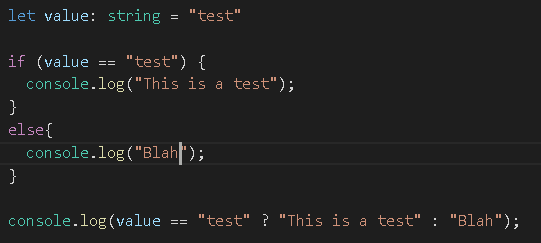 let value: string = "test"
if (value == "test") {
console.log("This is a test");
}
else{
console.log("Blah");
}
console.log(value == "test" ? "This is a test" : "Blah");